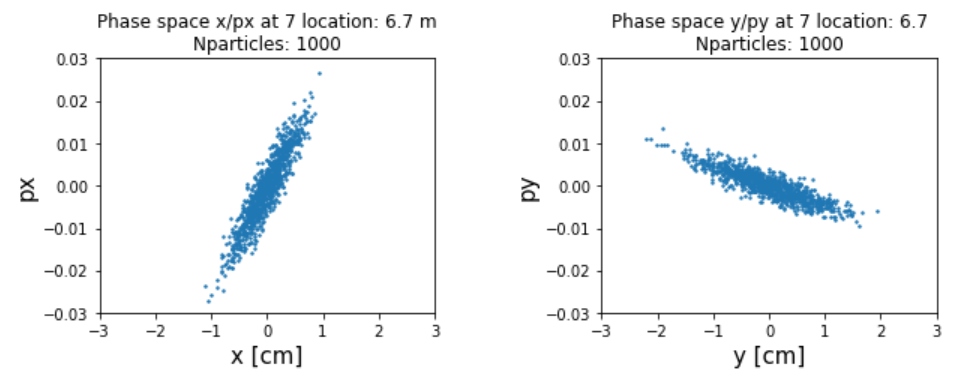 Phase space x/px at 7 location: 6.7 m
Nparticles: 1000
0.03
0.02
0.01
0.00
−0.01
−0.02
−0.03
px
−3 −2 −1 0 1 2 3
x [cm]
Phase space y/py at 7 location: 6.7
Nparticles: 1000
0.03
0.02
0.01
0.00
−0.01
−0.02
−0.03
py
−3 −2 −1 0 1 2 3
y [cm]